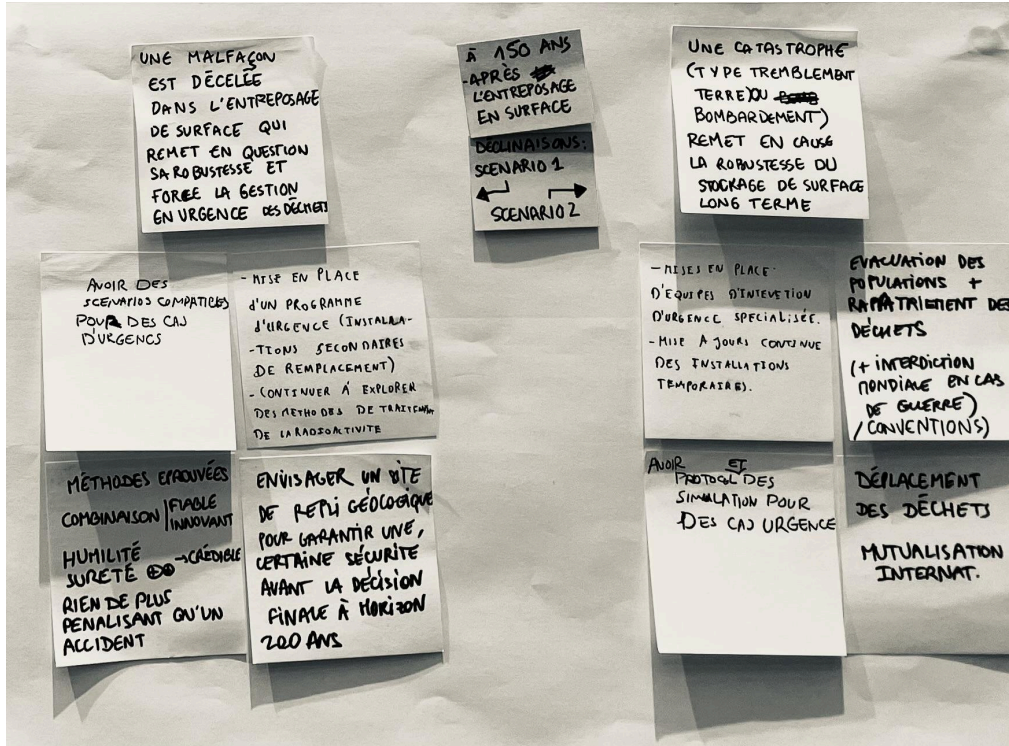 UNE MALFAÇON
EST DÉCELÉE
DANS L'ENTREPOSAGE
DE SURFACE QUI
REMET EN QUESTION
SA ROBUSTESSE ET
FORCE LA GESTION
EN URGENCE DES DÉCHETS
À 150 ANS
-APRÈS
L'ENTREPOSAGE
EN SURFACE
DÉCLINAISONS:
SCENARIO 1
SCENARIO 2
UNE CATASTROPHE
(TYPE TREMBLEMENT
TERRE) OU
BOMBARDEMENT)
REMET EN CAUSE
LA ROBUSTESSE DU
STOCKAGE DE SURFACE
LONG TERME
AVOIR DES
SCENARIOS COMPATIBLES
POUR DES CAS
D'URGENCS
- MISE EN PLACE
d'UN PROGRAMME
d'URGENCE (INSTALLA-
-TIONS SECONDAIRES
DE REMPLACEMENT)
- CONTINUER À EXPLORER
DES METHODES DE TRAITEMENT
DE LA RADIOACTIVITE
MÉTHODES EPROUVÉES
COMBINAISON | FIABLE
INNOVANT
HUMILITÉ
SURETÉ ⊕⊕ →CRÉDIBLE
RIEN DE PLUS
PENALISANT QU'UN
ACCIDENT
ENVISAGER UN SITE
DE REPLI GÉOLOGIQUE
POUR GARANTIR UNE,
CERTAINE SÉCURITÉ
AVANT LA DÉCISION
FINALE À HORIZON
200 ANS
- MISES EN PLACE
D'EQUIPES D'INTEVETION
D'URGENCE SPECIALISÉE.
- MISE A JOURS CONTINUE
DES INSTALLATIONS
TEMPORAIRES.
EVACUATION DES
POPULATIONS +
RAPATRIEMENT DES
DÉCHETS
(+ INTERDICTION
MONDIALE EN CAS
DE GUERRE)
/CONVENTIONS)
AVOIR ET
PROTOCOL DES
SIMULATION POUR
DES CAS URGENCE
DÉPLACEMENT
DES DÉCHETS
MUTUALISATION
INTERNAT.